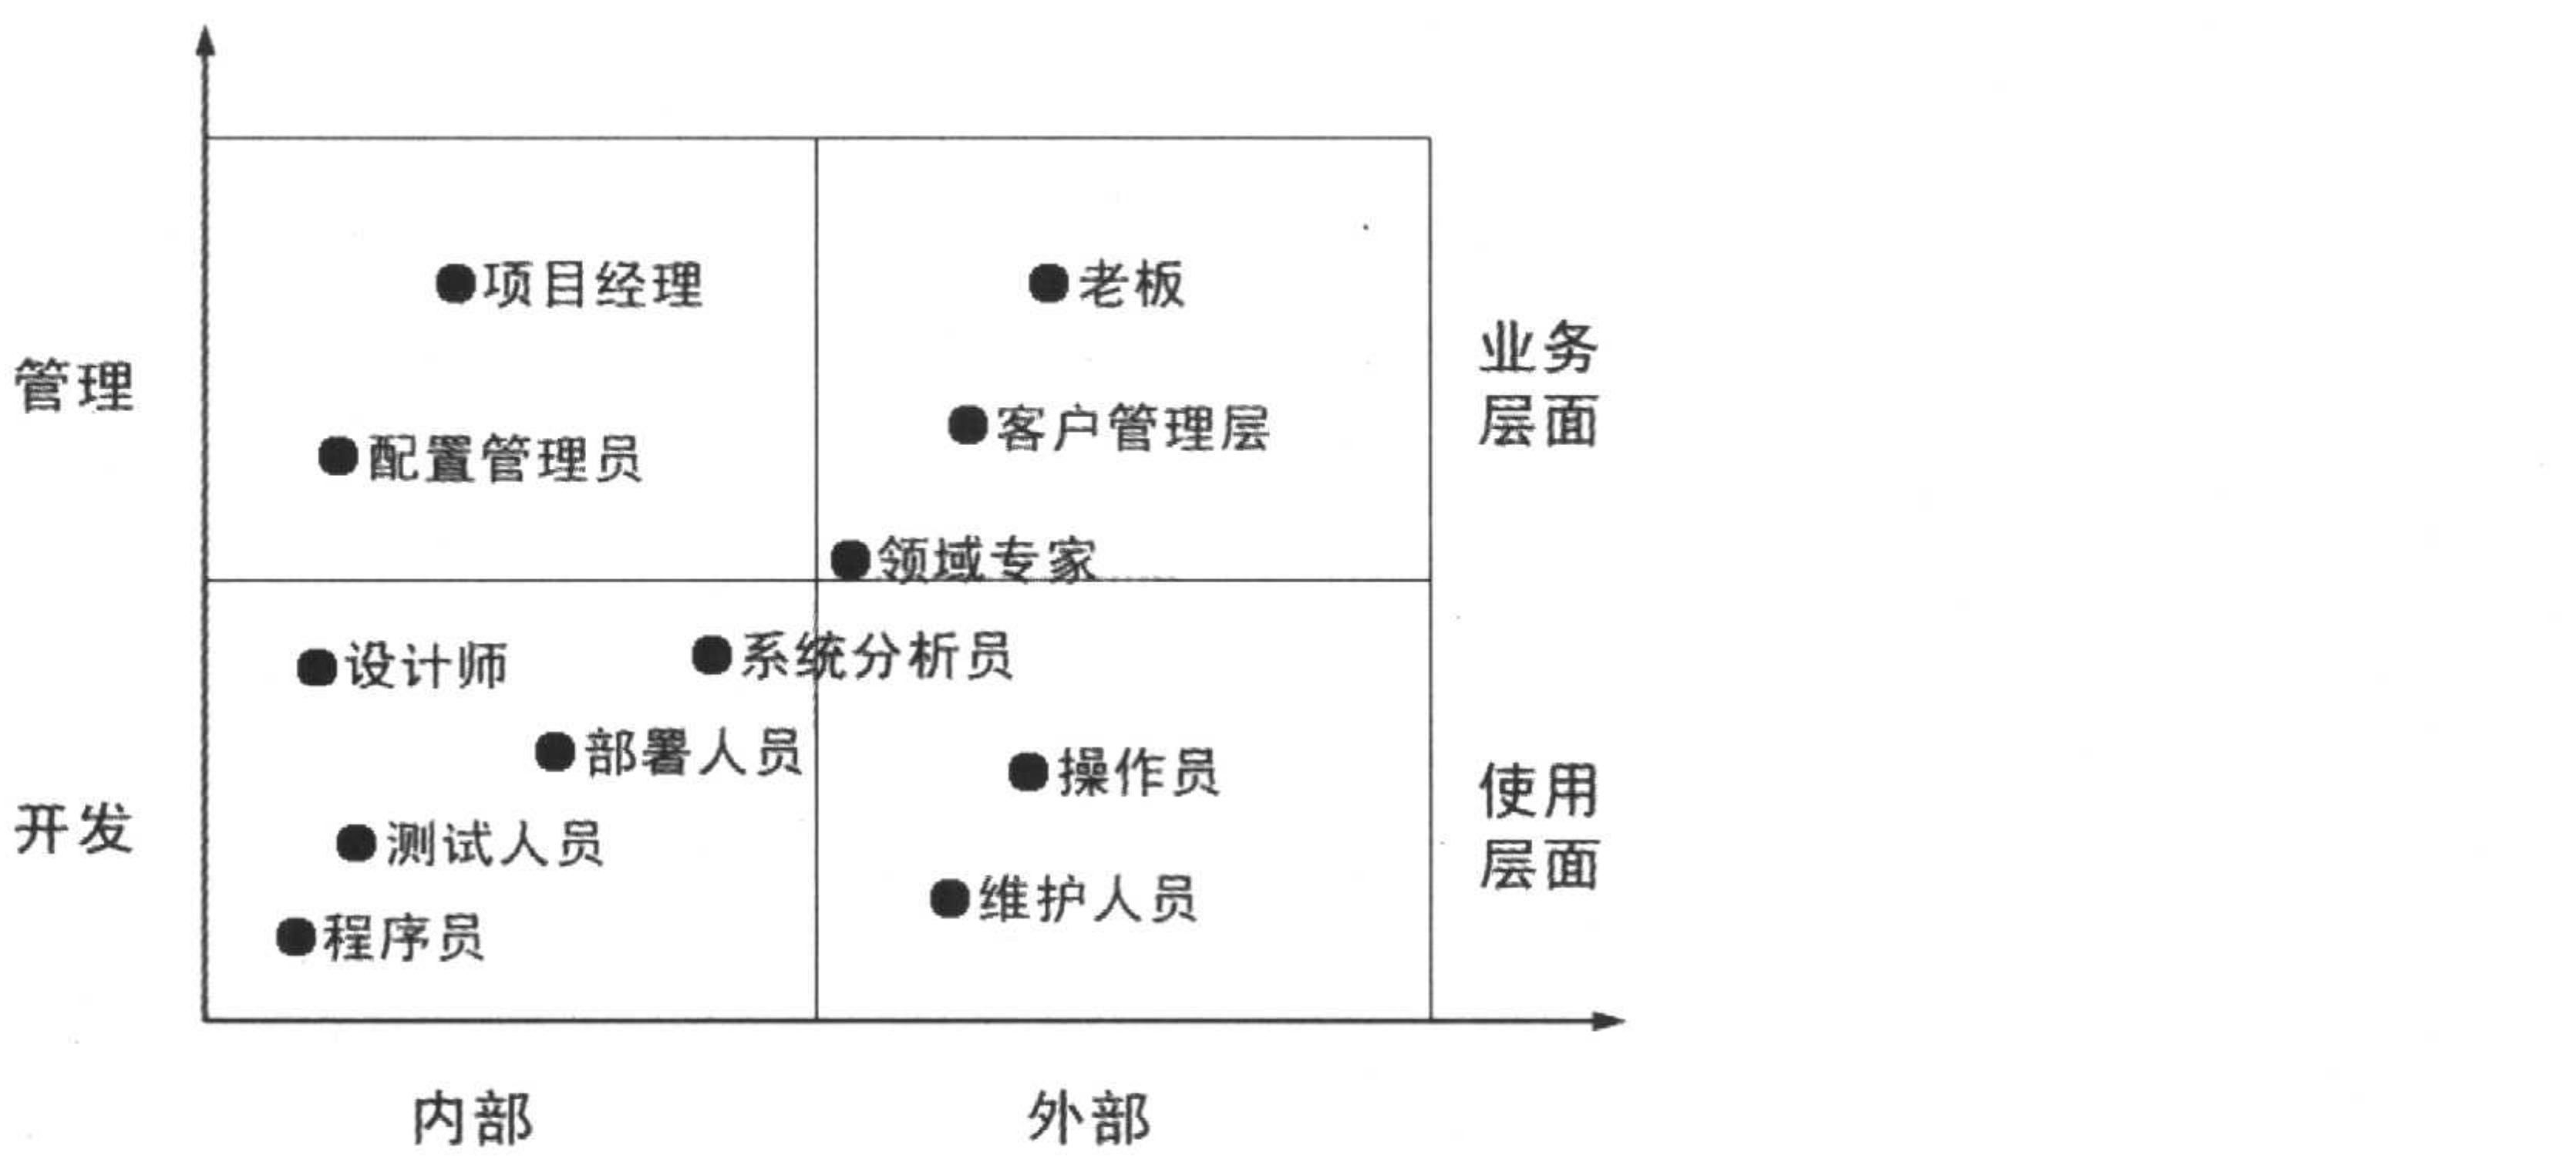 项目经理
老板
业务
层面
管理
客户管理层
配置管理员
领域专家
设计师
系统分析员
部署人员
操作员
使用
层面
开发
测试人员
维护人员
程序员
内部
外部